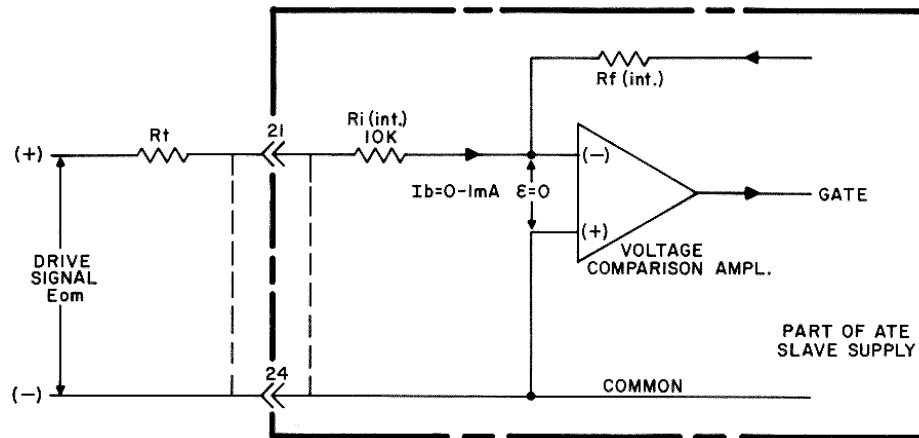 Rf (int.)
21
Rt
Ri (int.)
10K
(+)
(−)
Ib=0-1mA
ε=0
GATE
(+)
VOLTAGE
COMPARISON AMPL.
DRIVE
SIGNAL
Eom
PART OF ATE
SLAVE SUPPLY
24
(−)
COMMON